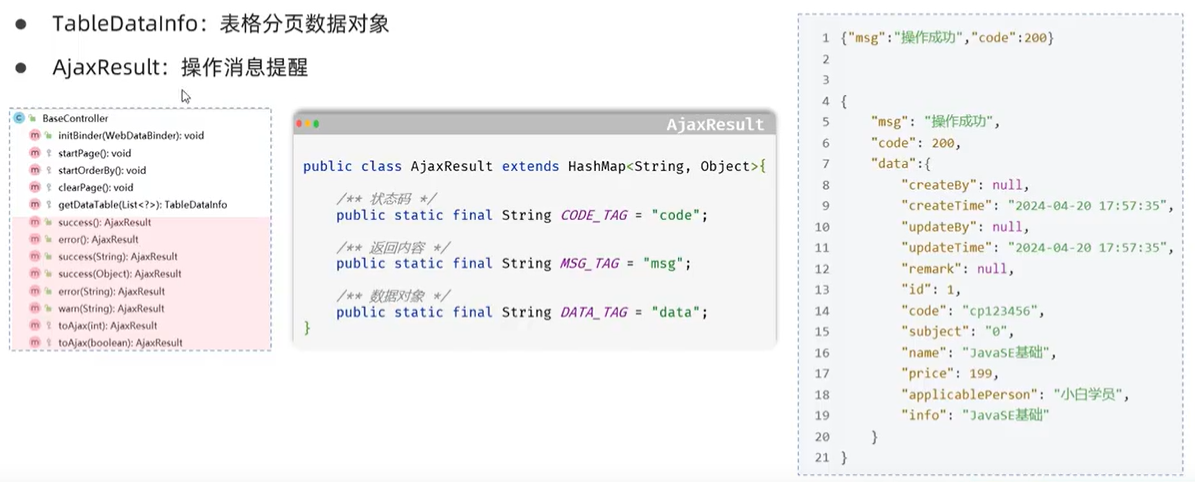 ● TableDataInfo：表格分页数据对象
● AjaxResult：操作消息提醒
BaseController
initBinder(WebDataBinder): void
startPage(): void
startOrderBy(): void
clearPage(): void
getDataTable(List<?>): TableDataInfo
success(): AjaxResult
error(): AjaxResult
success(String): AjaxResult
success(Object): AjaxResult
error(String): AjaxResult
warn(String): AjaxResult
toAjax(int): AjaxResult
toAjax(boolean): AjaxResult
AjaxResult
public class AjaxResult extends HashMap<String, Object>{
/** 状态码 */
public static final String CODE_TAG = "code";
/** 返回内容 */
public static final String MSG_TAG = "msg";
/** 数据对象 */
public static final String DATA_TAG = "data";
}
1 {"msg":"操作成功","code":200}
2
3
4 {
5 "msg": "操作成功",
6 "code": 200,
7 "data":{
8 "createBy": null,
9 "createTime": "2024-04-20 17:57:35",
10 "updateBy": null,
11 "updateTime": "2024-04-20 17:57:35",
12 "remark": null,
13 "id": 1,
14 "code": "cp123456",
15 "subject": "0",
16 "name": "JavaSE基础",
17 "price": 199,
18 "applicablePerson": "小白学员",
19 "info": "JavaSE基础"
20 }
21 }